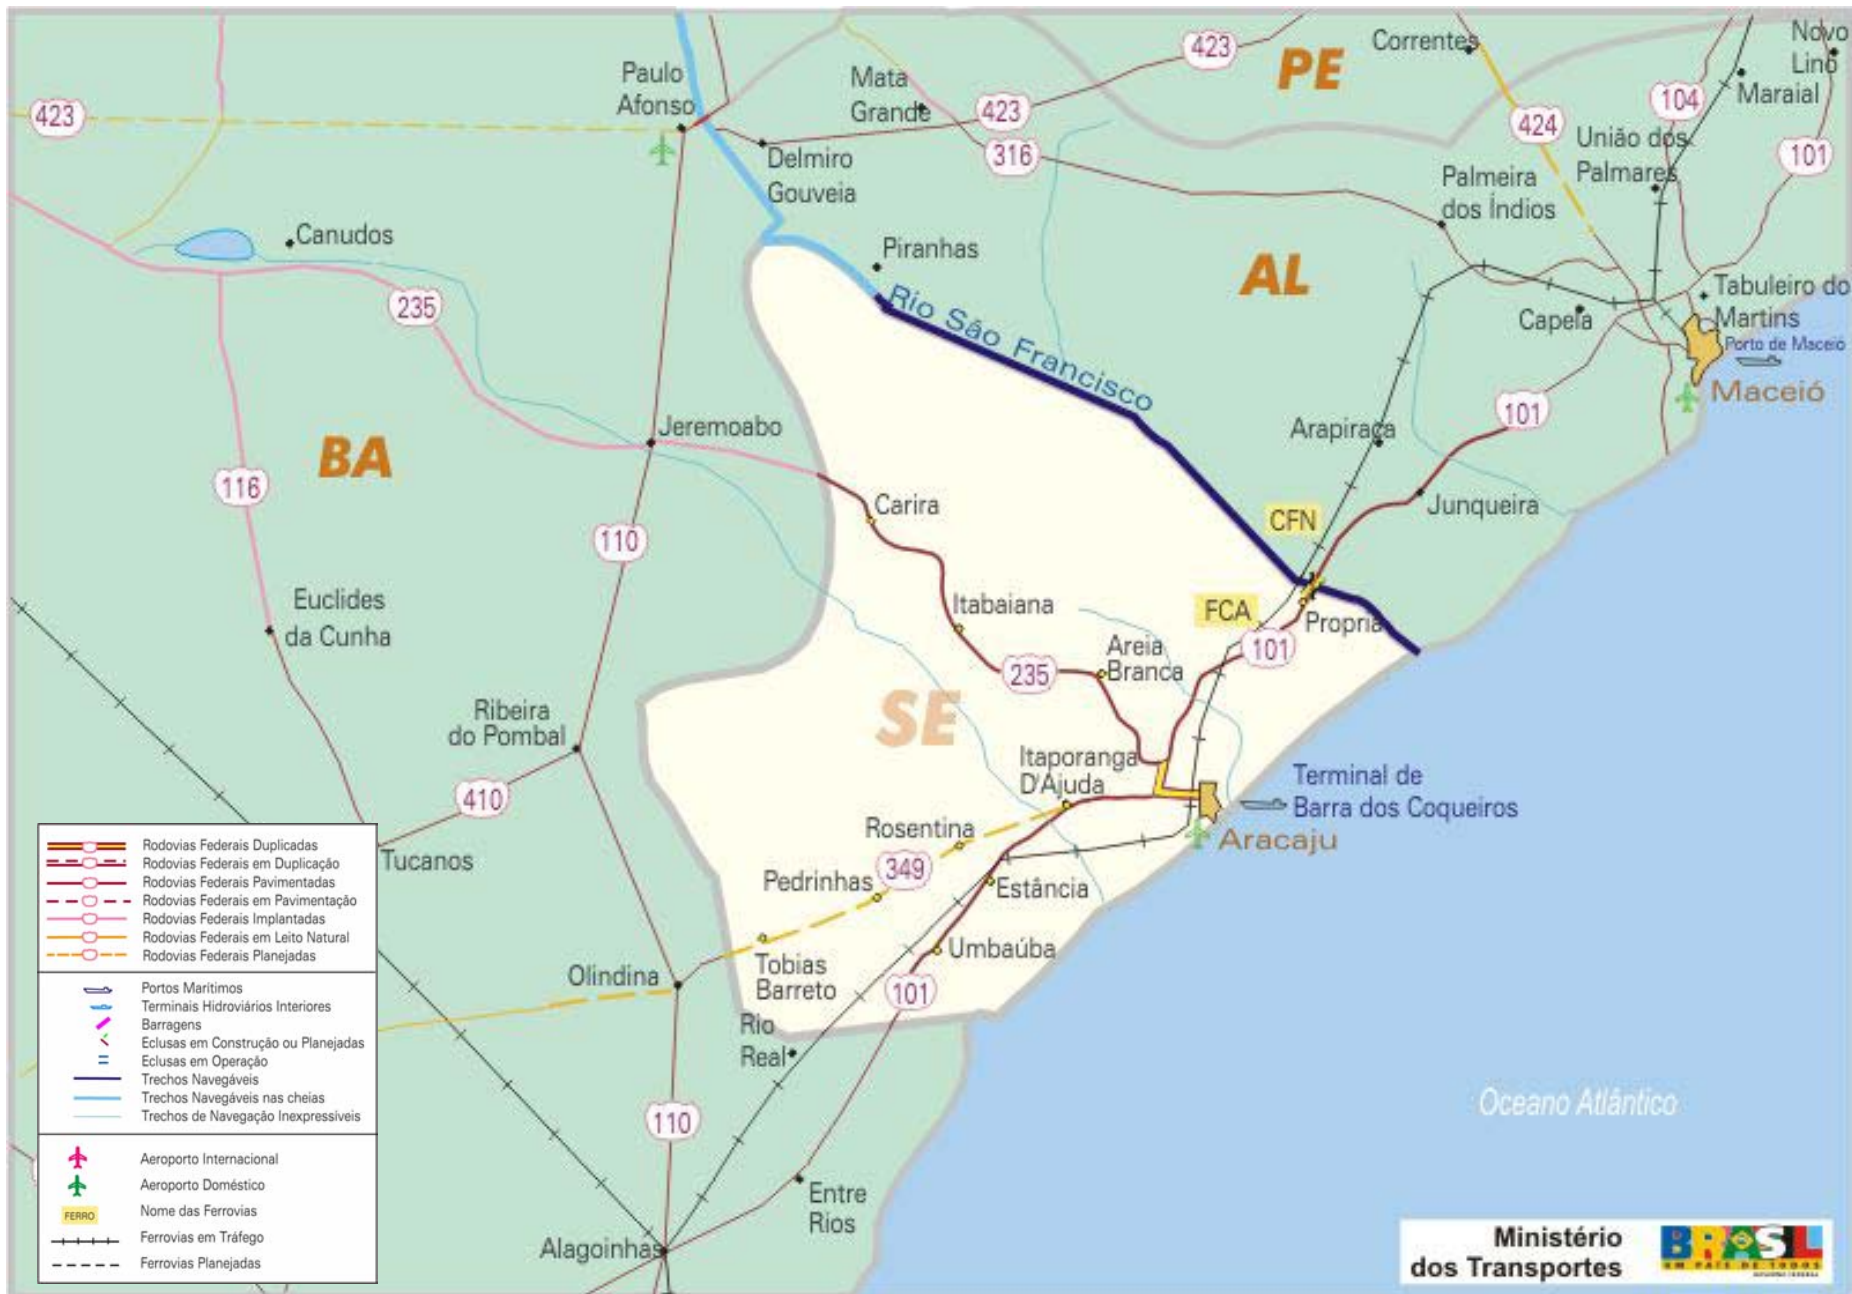 423
Paulo
Afonso
Mata
Grande
423
423
PE
Correntes
Novo
Lino
104
Maraial
424
União dos
Palmares
101
316
Delmiro
Gouveia
Palmeira
dos Índios
Canudos
Piranhas
AL
235
Rio São Francisco
Capela
Tabuleiro do
Martins
Porto de Maceió
Maceió
BA
Jeremoabo
Arapiraca
101
116
Carira
CFN
Junqueira
110
Euclides
da Cunha
Itabaiana
FCA
Propriá
101
Areia
Branca
235
SE
Ribeira
do Pombal
Itaporanga
D'Ajuda
Terminal de
Barra dos Coqueiros
410
Rosentina
Aracaju
Tucanos
349
Pedrinhas
Estância
Umbaúba
Olindina
Tobias
Barreto
101
Rio
Real
Oceano Atlântico
110
Entre
Rios
Alagoinhas
Rodovias Federais Duplicadas
Rodovias Federais em Duplicação
Rodovias Federais Pavimentadas
Rodovias Federais em Pavimentação
Rodovias Federais Implantadas
Rodovias Federais em Leito Natural
Rodovias Federais Planejadas
Portos Marítimos
Terminais Hidroviários Interiores
Barragens
Eclusas em Construção ou Planejadas
Eclusas em Operação
Trechos Navegáveis
Trechos Navegáveis nas cheias
Trechos de Navegação Inexpressíveis
Aeroporto Internacional
Aeroporto Doméstico
FERRO
Nome das Ferrovias
Ferrovias em Tráfego
Ferrovias Planejadas
Ministério
dos Transportes
BRASIL
UM PAÍS DE TODOS
GOVERNO FEDERAL